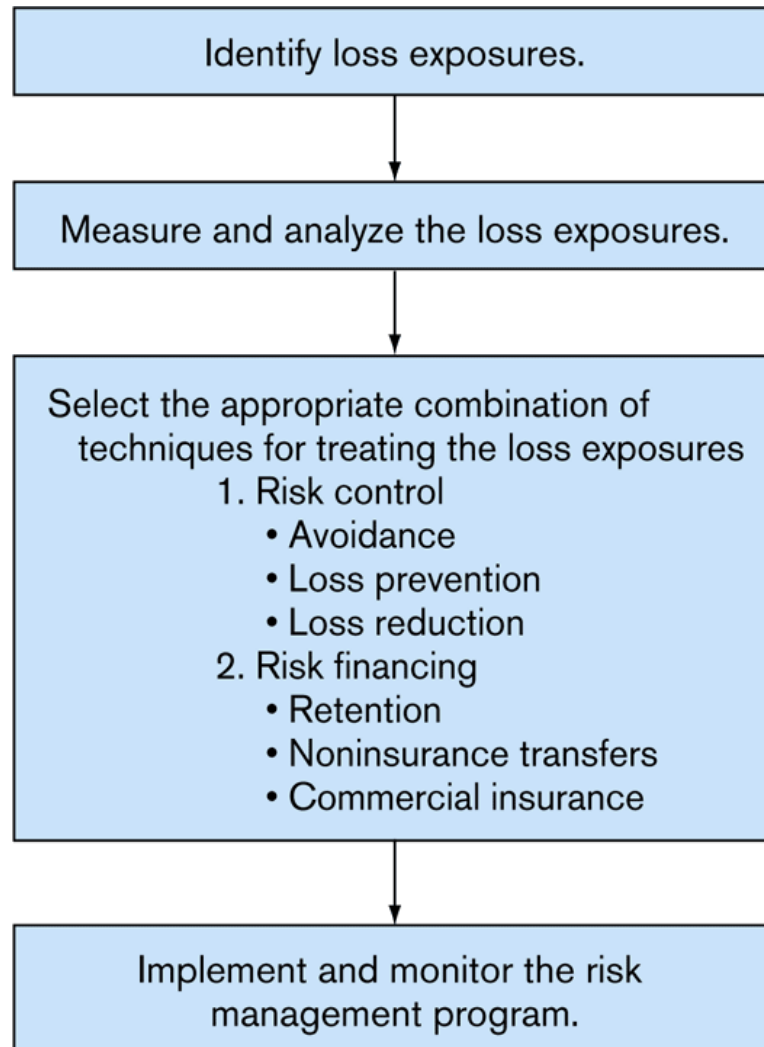 Identify loss exposures.
Measure and analyze the loss exposures.
Select the appropriate combination of
techniques for treating the loss exposures
1. Risk control
• Avoidance
• Loss prevention
• Loss reduction
2. Risk financing
• Retention
• Noninsurance transfers
• Commercial insurance
Implement and monitor the risk
management program.